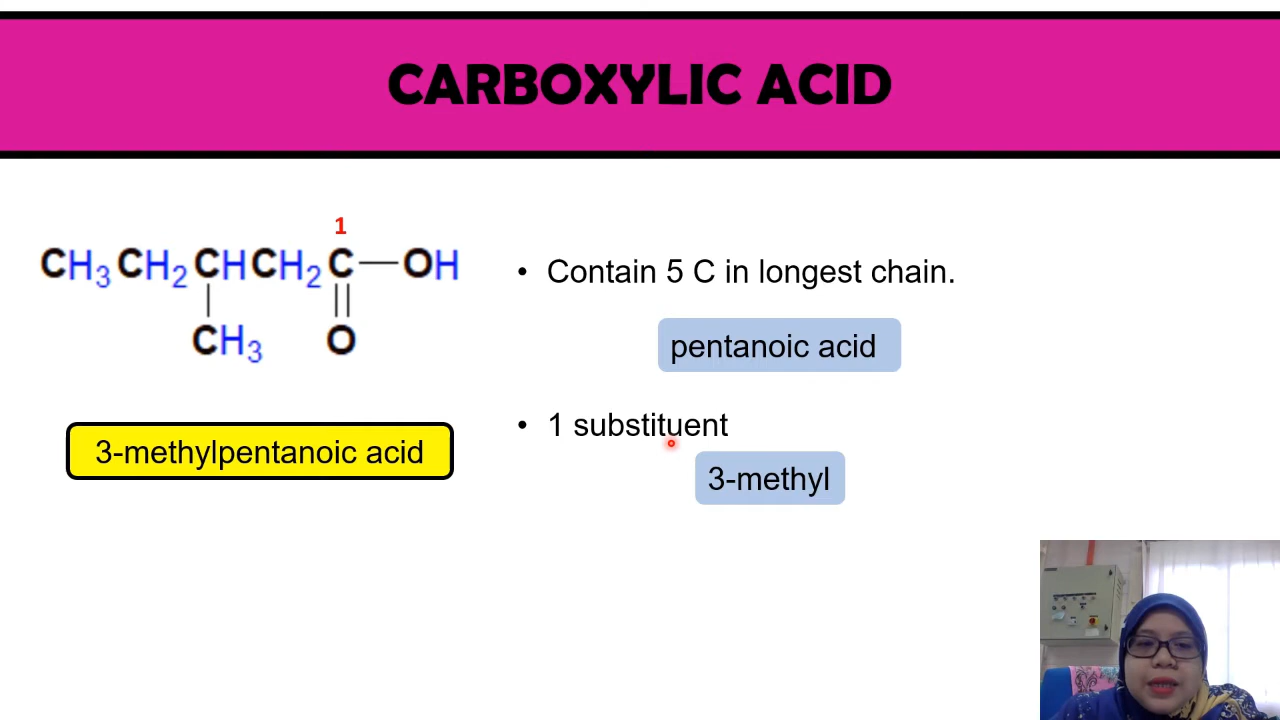 CARBOXYLIC ACID
1
CH3CH2CHCH2C—OH
CH3 O
• Contain 5 C in longest chain.
pentanoic acid
• 1 substituent
3-methylpentanoic acid
3-methyl